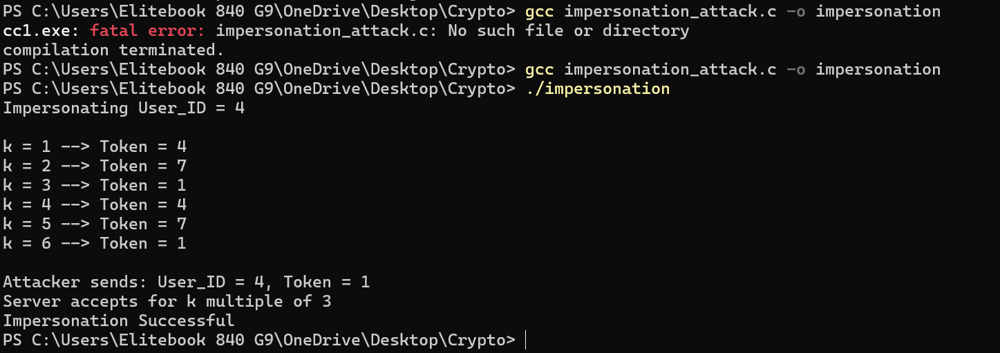 PS C:\Users\Elitebook 840 G9\OneDrive\Desktop\Crypto> gcc impersonation_attack.c -o impersonation
cc1.exe: fatal error: impersonation_attack.c: No such file or directory
compilation terminated.
PS C:\Users\Elitebook 840 G9\OneDrive\Desktop\Crypto> gcc impersonation_attack.c -o impersonation
PS C:\Users\Elitebook 840 G9\OneDrive\Desktop\Crypto> ./impersonation
Impersonating User_ID = 4
k = 1 --> Token = 4
k = 2 --> Token = 7
k = 3 --> Token = 1
k = 4 --> Token = 4
k = 5 --> Token = 7
k = 6 --> Token = 1
Attacker sends: User_ID = 4, Token = 1
Server accepts for k multiple of 3
Impersonation Successful
PS C:\Users\Elitebook 840 G9\OneDrive\Desktop\Crypto>